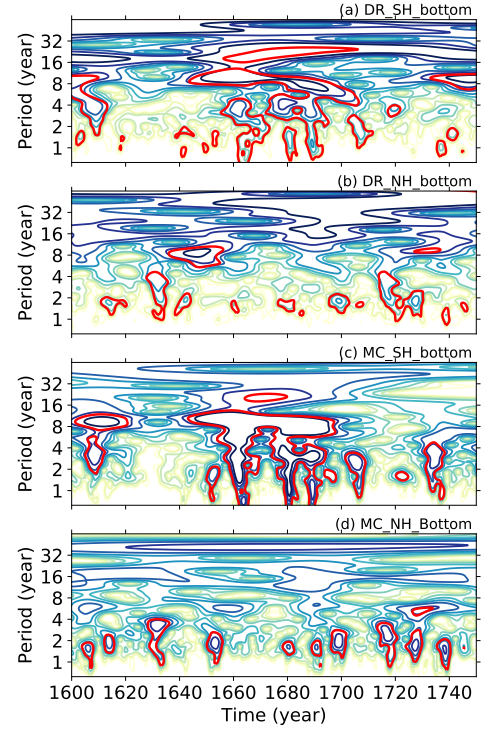 (a) DR_SH_bottom
Period (year)
32
16
8
4
2
1
(b) DR_NH_bottom
Period (year)
32
16
8
4
2
1
(c) MC_SH_bottom
Period (year)
32
16
8
4
2
1
(d) MC_NH_Bottom
Period (year)
32
16
8
4
2
1
1600 1620 1640 1660 1680 1700 1720 1740
Time (year)